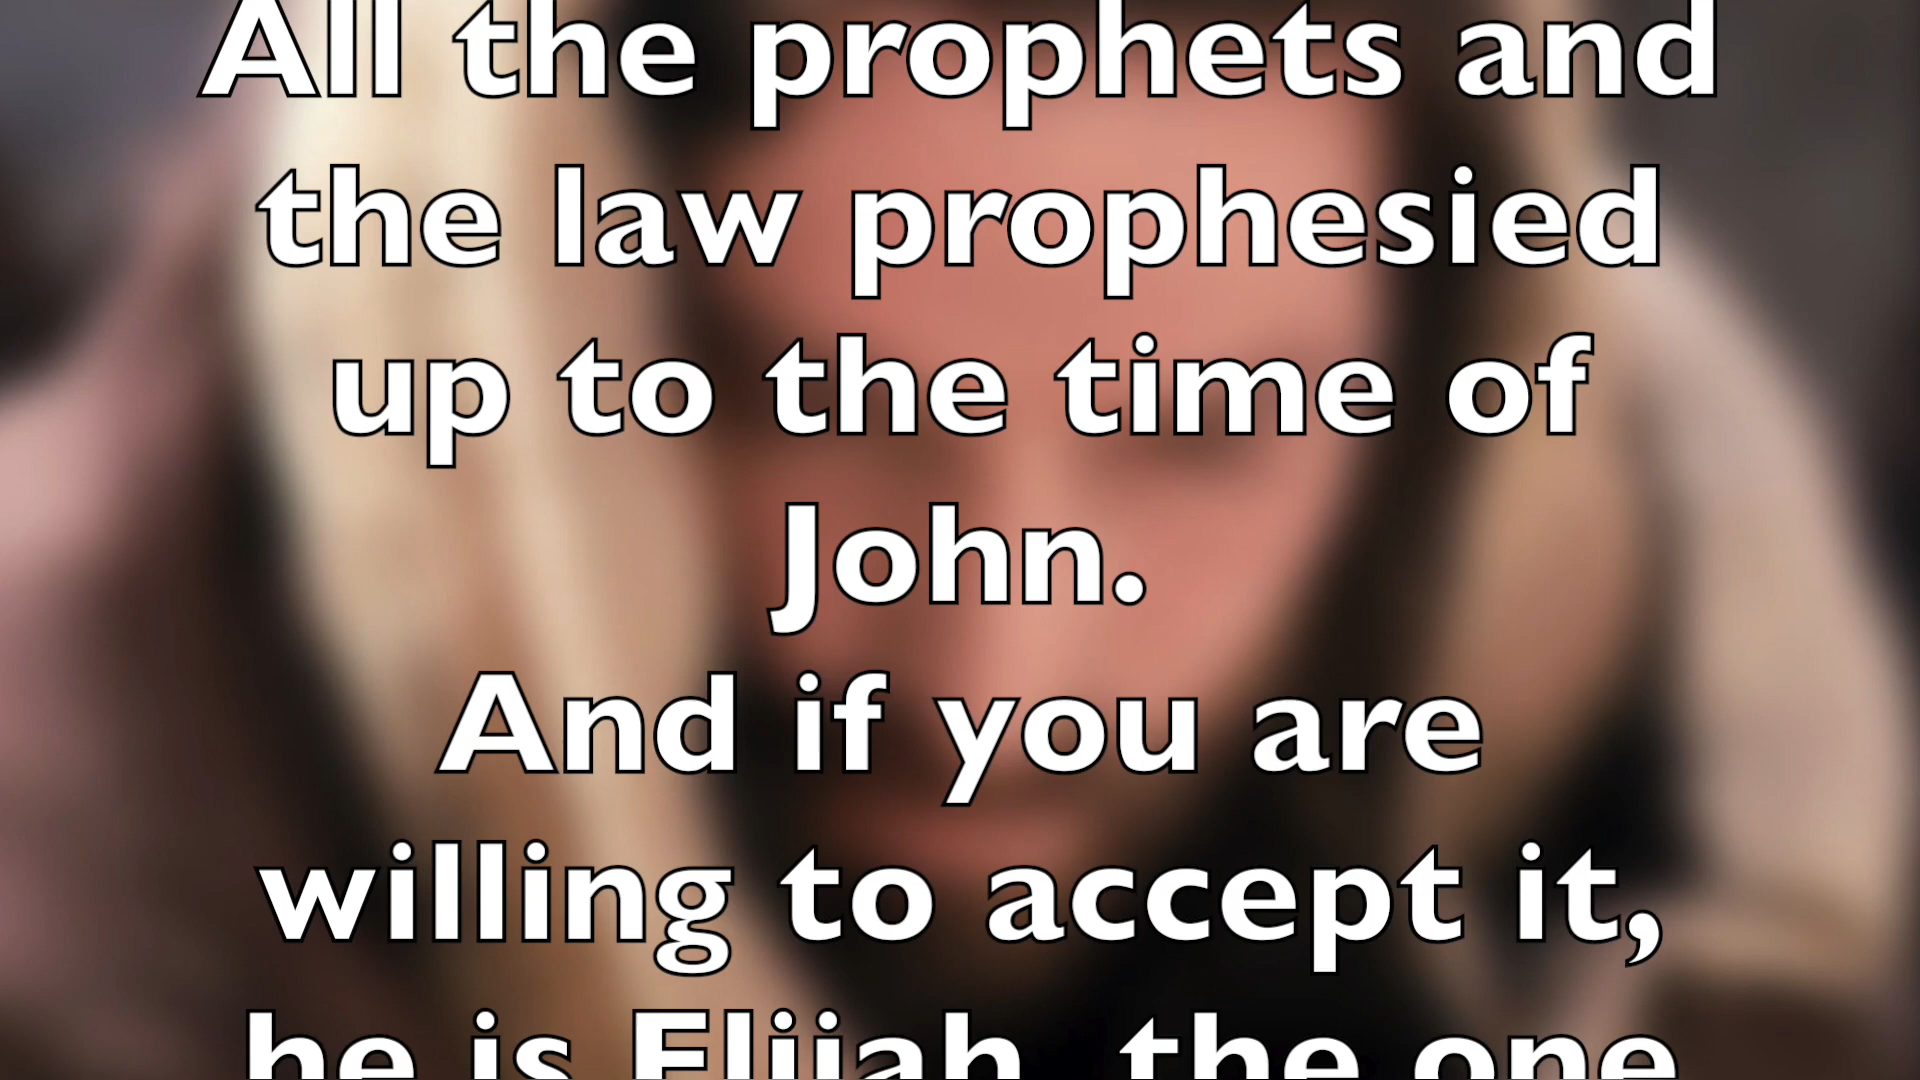 All the prophets and
the law prophesied
up to the time of
John.
And if you are
willing to accept it,
he is Elijah, the one